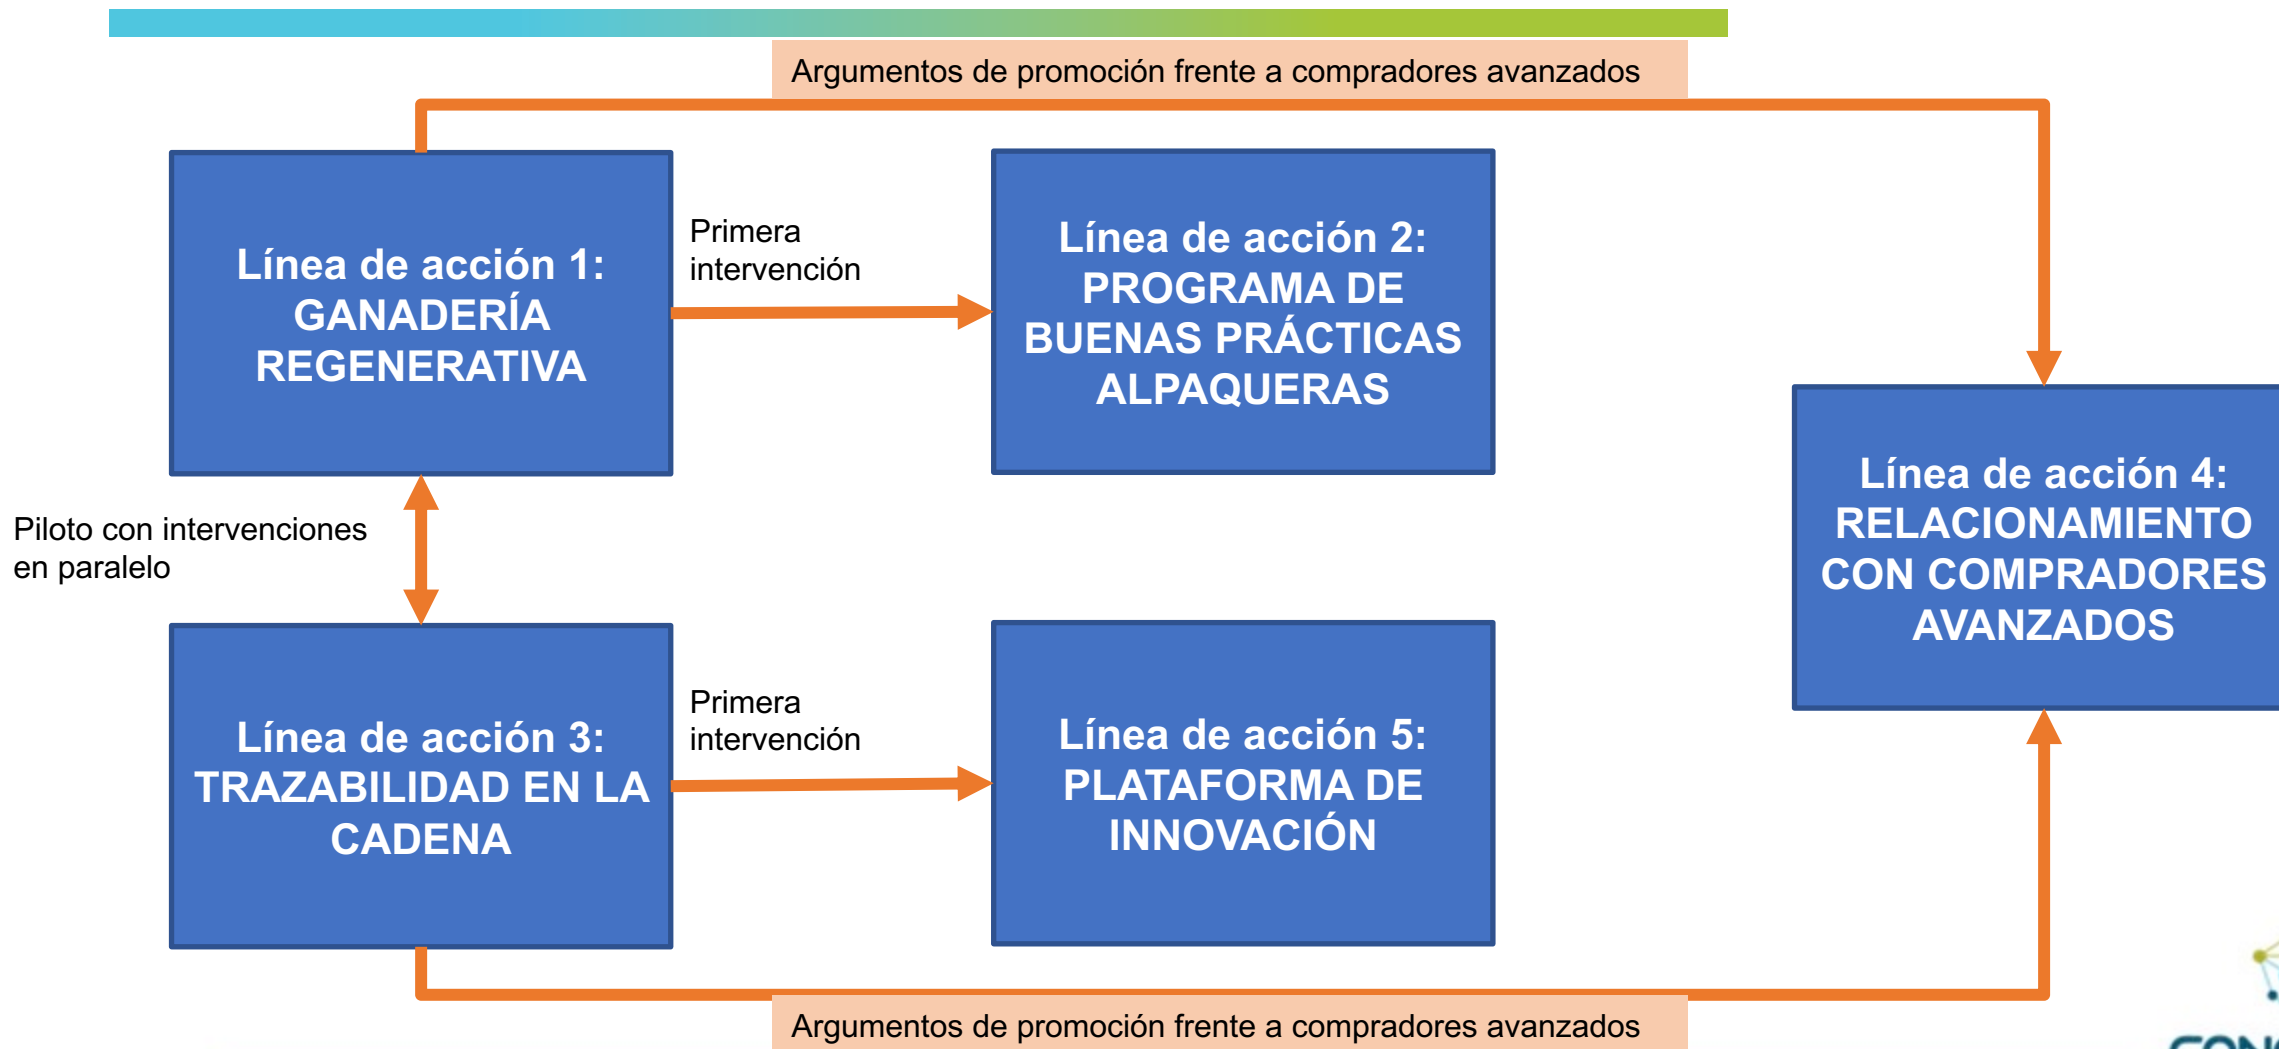 Argumentos de promoción frente a compradores avanzados
Línea de acción 1:
GANADERÍA
REGENERATIVA
Primera
intervención
Línea de acción 2:
PROGRAMA DE
BUENAS PRÁCTICAS
ALPAQUERAS
Piloto con intervenciones
en paralelo
Línea de acción 4:
RELACIONAMIENTO
CON COMPRADORES
AVANZADOS
Línea de acción 3:
TRAZABILIDAD EN LA
CADENA
Primera
intervención
Línea de acción 5:
PLATAFORMA DE
INNOVACIÓN
Argumentos de promoción frente a compradores avanzados